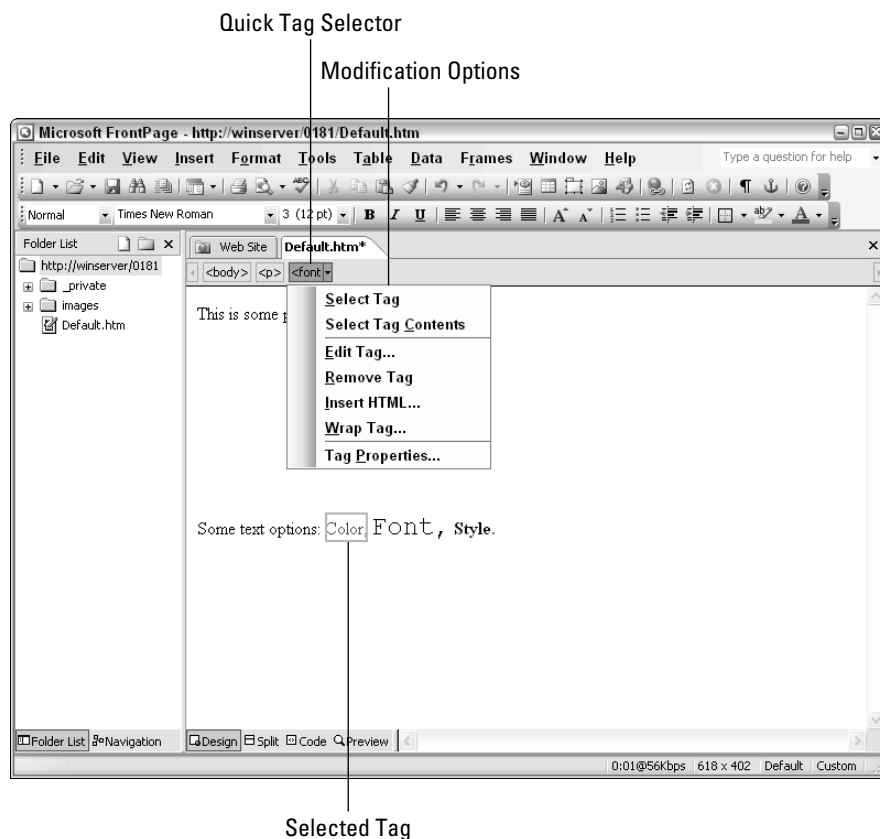 Quick Tag Selector
Modification Options
Microsoft FrontPage - http://winserver/0181/Default.htm
File Edit View Insert Format Tools Table Data Frames Window Help Type a question for help
Normal Times New Roman 3 (12 pt) B I U A A ab A
Folder List Web Site Default.htm*
http://winserver/0181 <body> <p> <font
_private
images
Default.htm
This is some p
Select Tag
Select Tag Contents
Edit Tag...
Remove Tag
Insert HTML...
Wrap Tag...
Tag Properties...
Some text options: Color, Font, Style.
Folder List Navigation Design Split Code Preview
0:01@56Kbps 618 x 402 Default Custom
Selected Tag